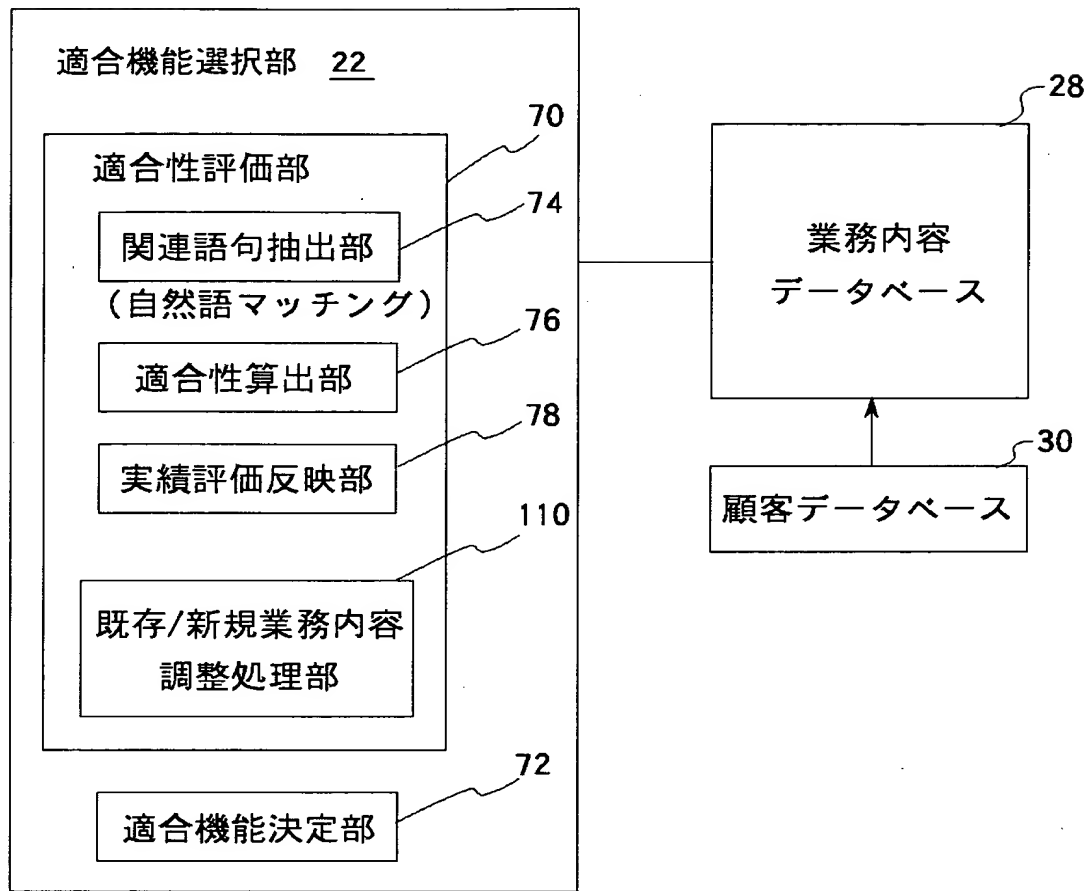 適合機能選択部 22
70
適合性評価部
74
関連語句抽出部
(自然語マッチング)
76
適合性算出部
78
実績評価反映部
110
既存/新規業務内容
調整処理部
72
適合機能決定部
28
業務内容
データベース
30
顧客データベース